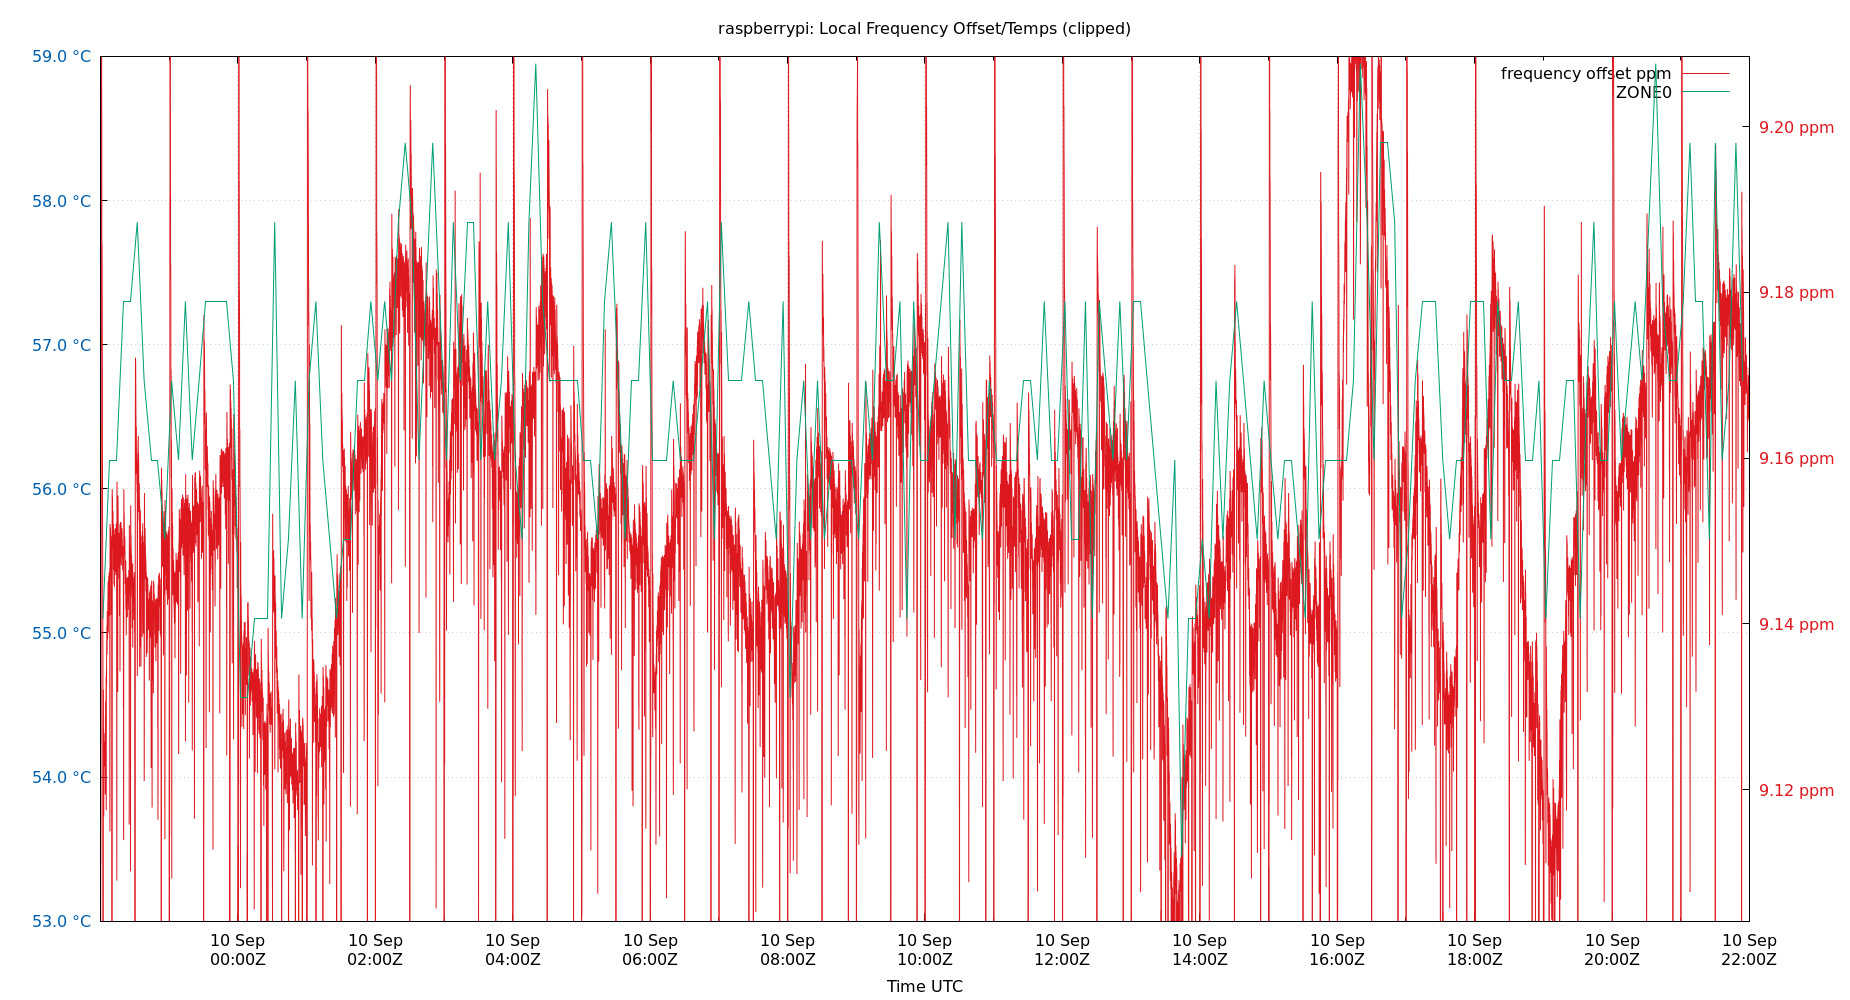 raspberrypi: Local Frequency Offset/Temps (clipped)
59.0 °C
58.0 °C
57.0 °C
56.0 °C
55.0 °C
54.0 °C
53.0 °C
frequency offset ppm
ZONE0
9.20 ppm
9.18 ppm
9.16 ppm
9.14 ppm
9.12 ppm
10 Sep
00:00Z
10 Sep
02:00Z
10 Sep
04:00Z
10 Sep
06:00Z
10 Sep
08:00Z
10 Sep
10:00Z
10 Sep
12:00Z
10 Sep
14:00Z
10 Sep
16:00Z
10 Sep
18:00Z
10 Sep
20:00Z
10 Sep
22:00Z
Time UTC